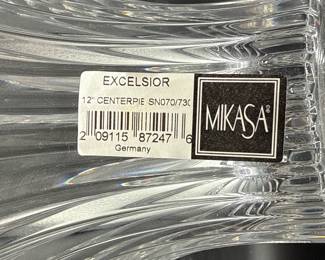 EXCELSIOR
12" CENTERPIE SN070/730
2 09115 87247 6
Germany
MIKASA®